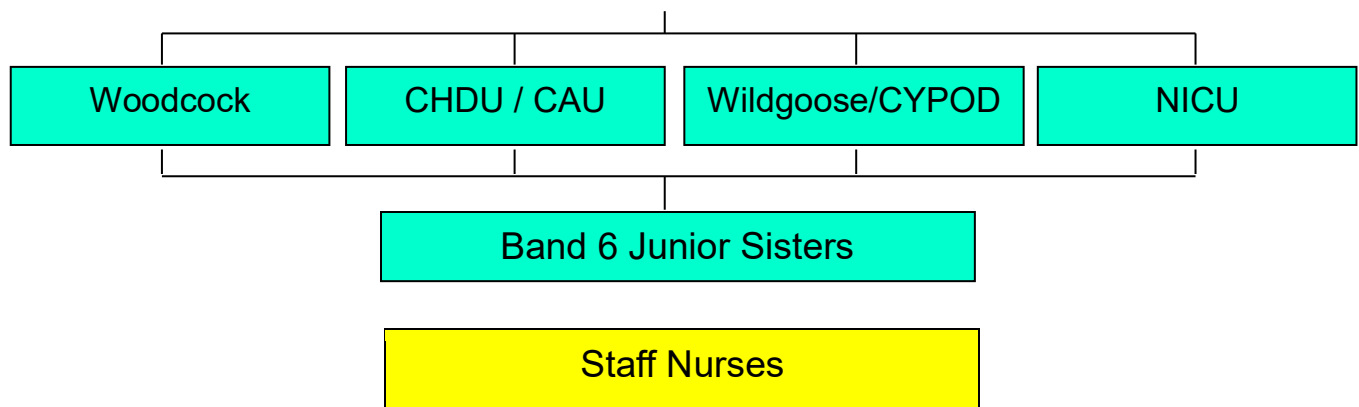 Woodcock
CHDU / CAU
Wildgoose/CYPOD
NICU
Band 6 Junior Sisters
Staff Nurses